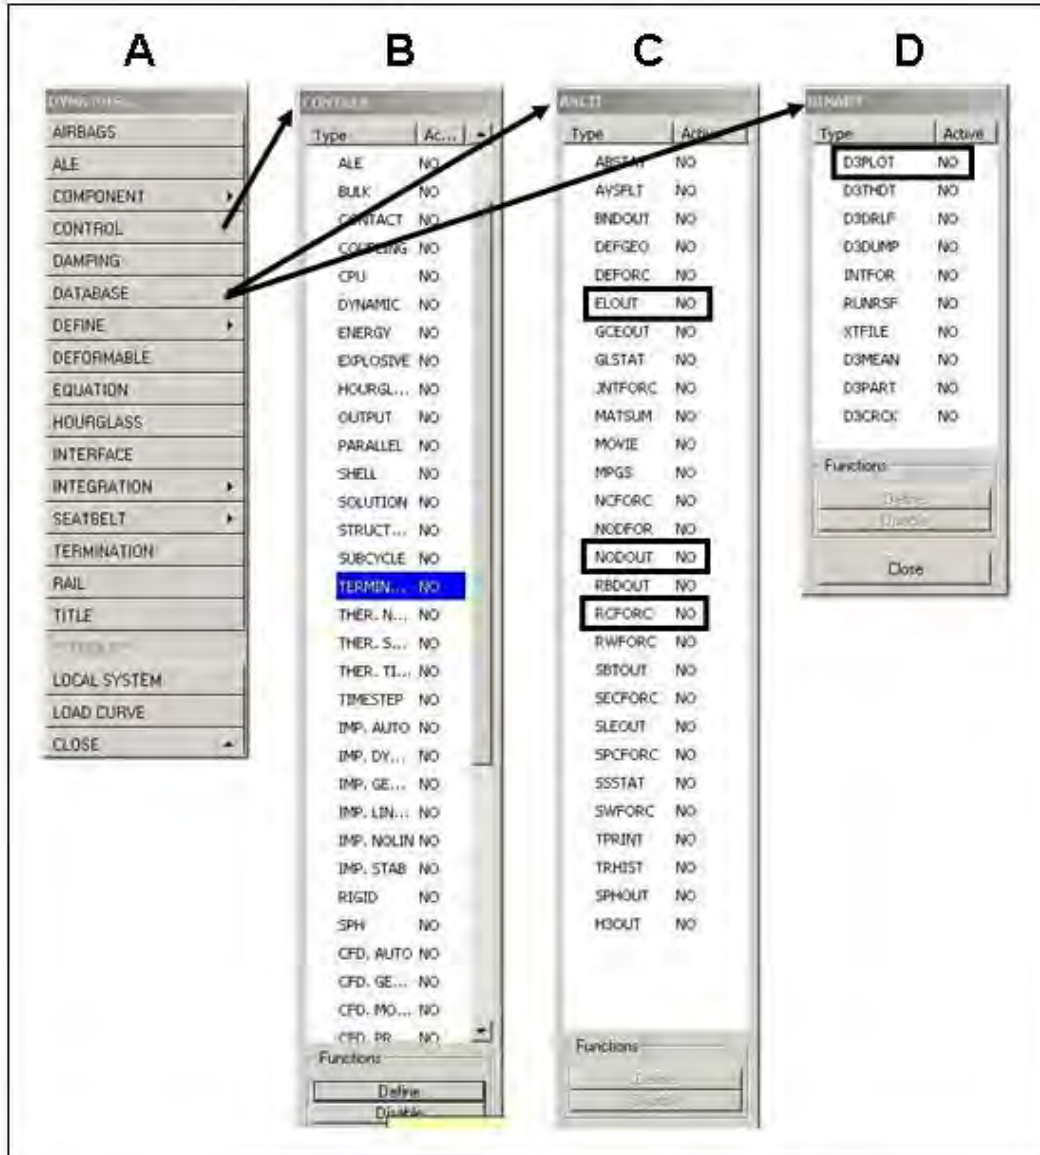 A
AIRBAGS
ALE
COMPONENT
CONTROL
DAMPING
DATABASE
DEFINE
DEFORMABLE
EQUATION
HOURGLASS
INTERFACE
INTEGRATION
SEATBELT
TERMINATION
RAIL
TITLE
LOCAL SYSTEM
LOAD CURVE
CLOSE
B
CONTROL
Type Ac...
ALE NO
BULK NO
CONTACT NO
COUPLING NO
CPU NO
DYNAMIC NO
ENERGY NO
EXPLOSIVE NO
HOURGL... NO
OUTPUT NO
PARALLEL NO
SHELL NO
SOLUTION NO
STRUCT... NO
SUBCYCLE NO
TERMIN... NO
THER. N... NO
THER. S... NO
THER. TI... NO
TIMESTEP NO
IMP. AUTO NO
IMP. DY... NO
IMP. GE... NO
IMP. LIN... NO
IMP. NOLIN NO
IMP. STAB NO
RIGID NO
SPH NO
CFD. AUTO NO
CFD. GE... NO
CFD. MO... NO
CFD. PR NO
Functions
Define
Disable
C
ASCII
Type Active
ABSTAT NO
AVSFLT NO
BNDOUT NO
DEFGEO NO
DEFORC NO
ELOUT NO
GCEOUT NO
GLSTAT NO
JNTFORC NO
MATSUM NO
MOVIE NO
MPGS NO
NCFORC NO
NODFOR NO
NODOUT NO
RBDOUT NO
RCFORC NO
RWFORC NO
SBTOUT NO
SECFORC NO
SLEOUT NO
SPCFORC NO
SSSTAT NO
SWFORC NO
TPRINT NO
TRHIST NO
SPHOUT NO
H3OUT NO
Functions
D
BINARY
Type Active
D3PLOT NO
D3THDT NO
D3DRLF NO
D3DUMP NO
INTFOR NO
RUNRSF NO
XTFILE NO
D3MEAN NO
D3PART NO
D3CRCK NO
Functions
Define
Disable
Close